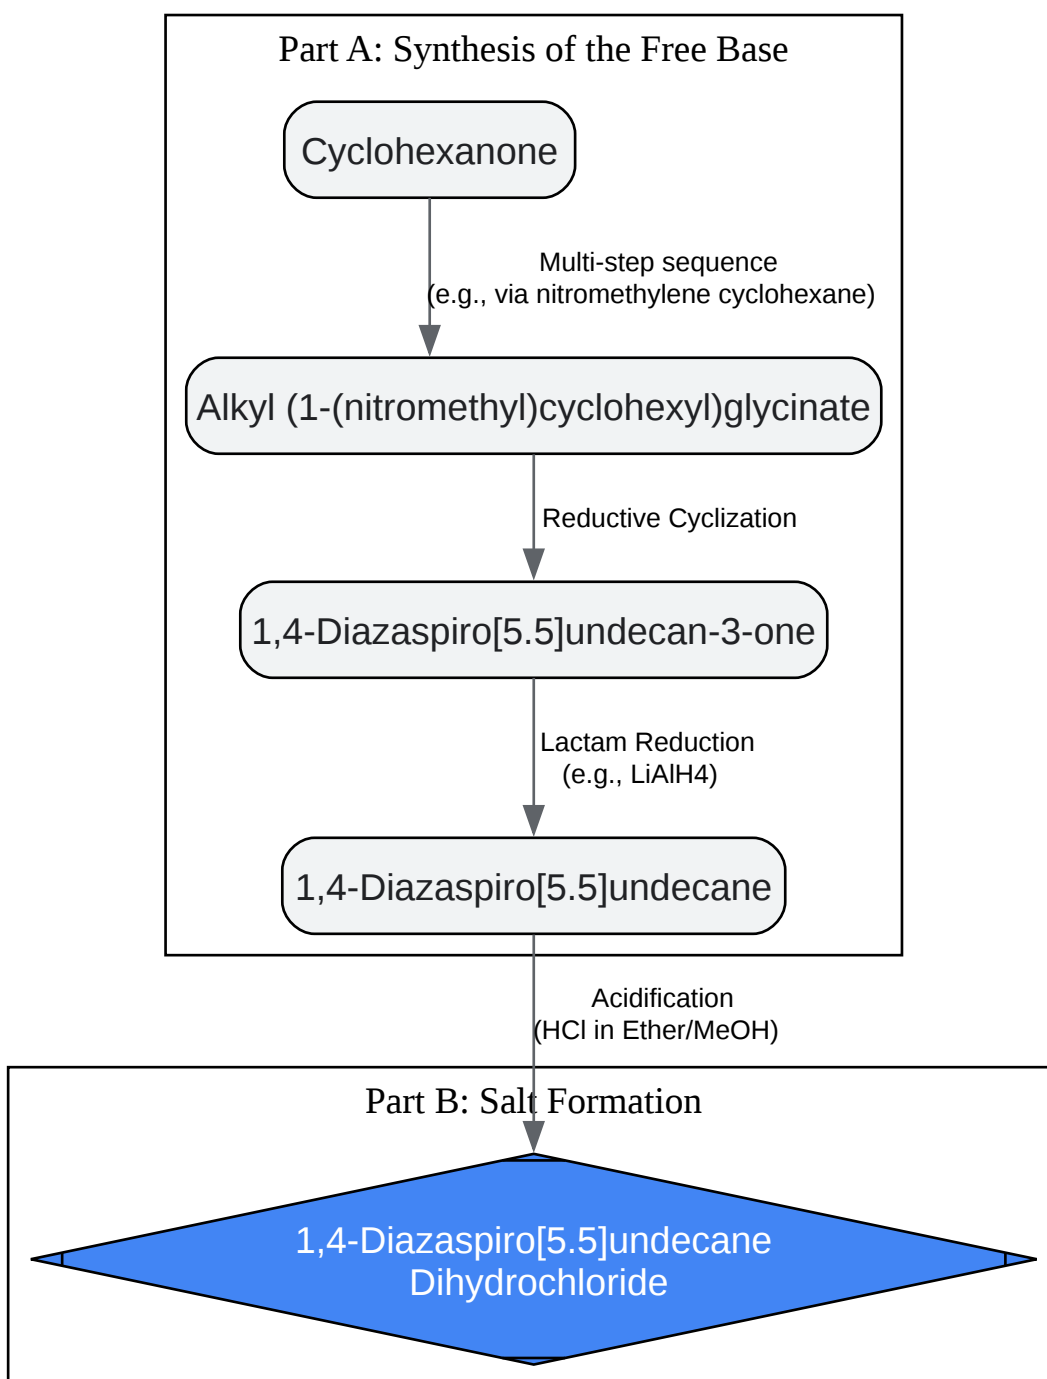 Part A: Synthesis of the Free Base
Cyclohexanone
Multi-step sequence
(e.g., via nitromethylene cyclohexane)
Alkyl (1-(nitromethyl)cyclohexyl)glycinate
Reductive Cyclization
1,4-Diazaspiro[5.5]undecan-3-one
Lactam Reduction
(e.g., LiAlH4)
1,4-Diazaspiro[5.5]undecane
Acidification
(HCl in Ether/MeOH)
Part B: Salt Formation
1,4-Diazaspiro[5.5]undecane
Dihydrochloride